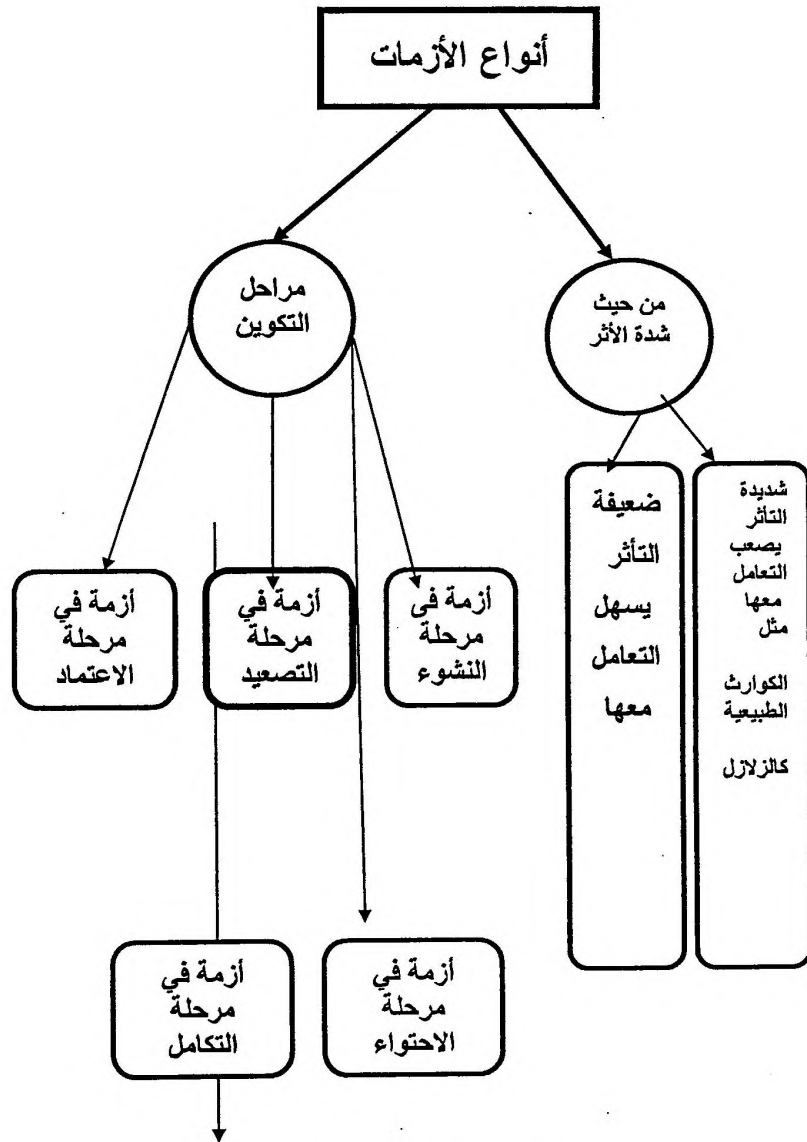 أنواع الأزمات
من حيث
شدة الأثر
مراحل
التكوين
شديدة
التأثر
يصعب
التعامل
معها
مثل
الكوارث
الطبيعية
كالزلازل
ضعيفة
التأثر
يسهل
التعامل
معها
أزمة فى
مرحلة
النشوء
أزمة في
مرحلة
التصعيد
أزمة في
مرحلة
الاعتماد
أزمة في
مرحلة
الاحتواء
أزمة في
مرحلة
التكامل